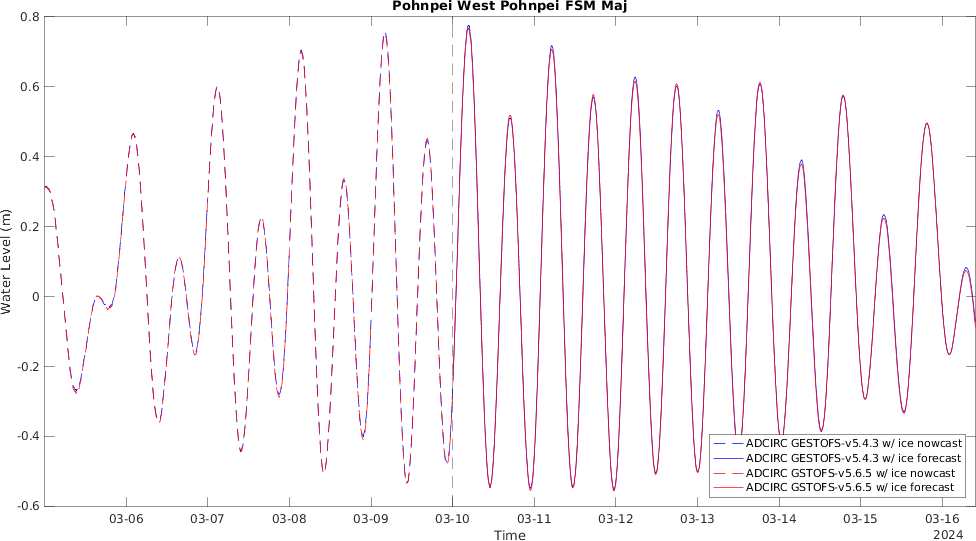 Pohnpei West Pohnpei FSM Maj
Water Level (m)
0.8
0.6
0.4
0.2
0
-0.2
-0.4
-0.6
03-06 03-07 03-08 03-09 03-10 03-11 03-12 03-13 03-14 03-15 03-16
Time
2024
ADCIRC GESTOFS-v5.4.3 w/ ice nowcast
ADCIRC GESTOFS-v5.4.3 w/ ice forecast
ADCIRC GSTOFS-v5.6.5 w/ ice nowcast
ADCIRC GSTOFS-v5.6.5 w/ ice forecast